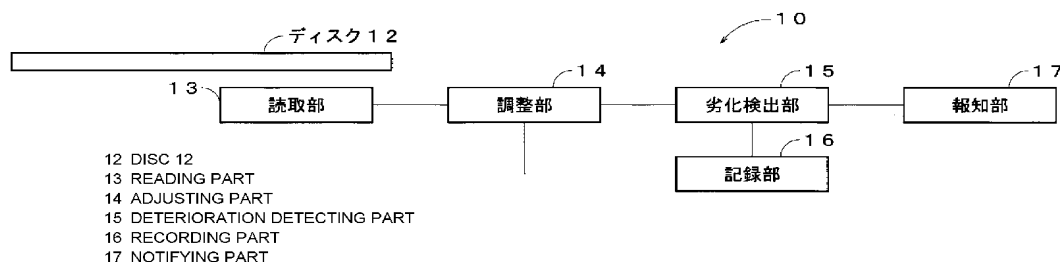 １０
ディスク１２
１３
読取部
１４
調整部
１５
劣化検出部
１７
報知部
１６
記録部
12 DISC 12
13 READING PART
14 ADJUSTING PART
15 DETERIORATION DETECTING PART
16 RECORDING PART
17 NOTIFYING PART